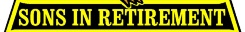 SONS IN RETIREMENT